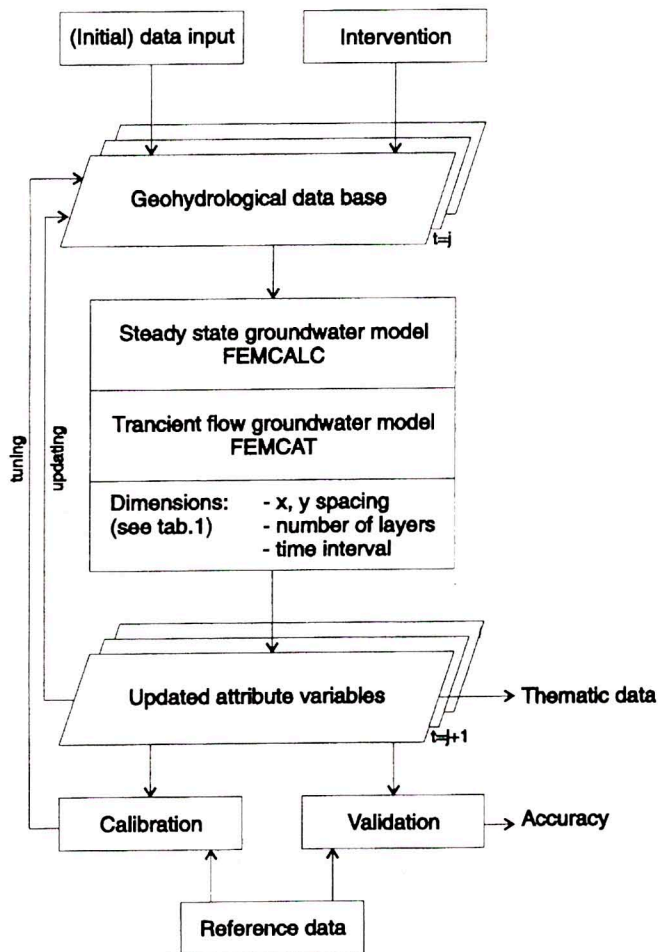 (Initial) data input
Intervention
Geohydrological data base
t=j
Steady state groundwater model
FEMCALC
Trancient flow groundwater model
FEMCAT
Dimensions:
(see tab.1)
- x, y spacing
- number of layers
- time interval
tuning
updating
Updated attribute variables
Thematic data
t=j+1
Calibration
Validation
Accuracy
Reference data